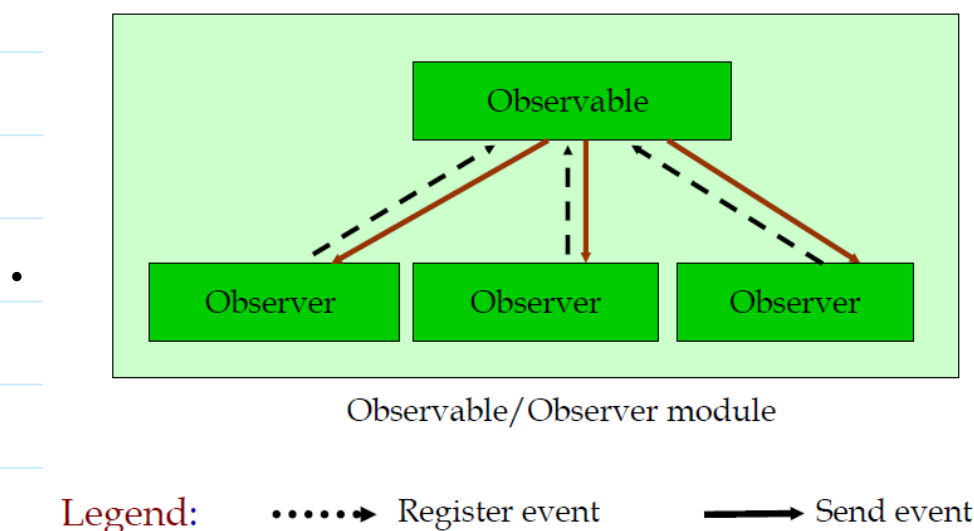 Observable
Observer Observer Observer
Observable/Observer module
Legend: Register event Send event